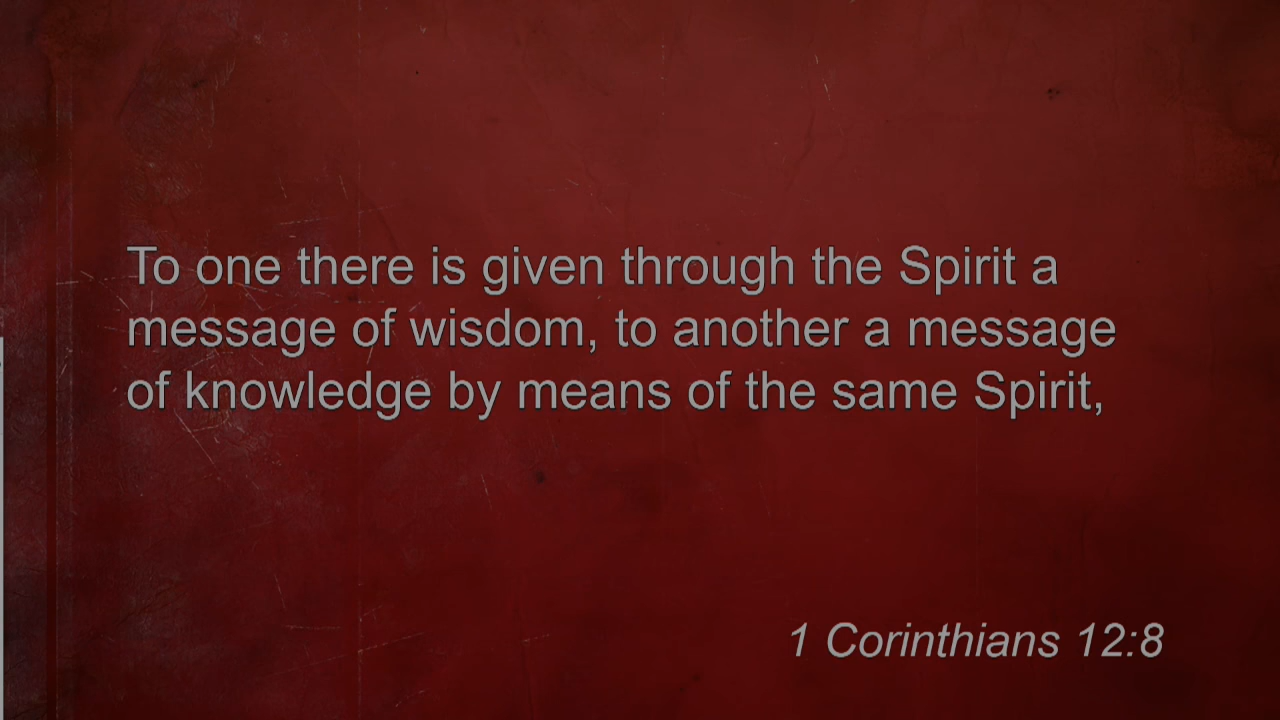 To one there is given through the Spirit a
message of wisdom, to another a message
of knowledge by means of the same Spirit,
1 Corinthians 12:8